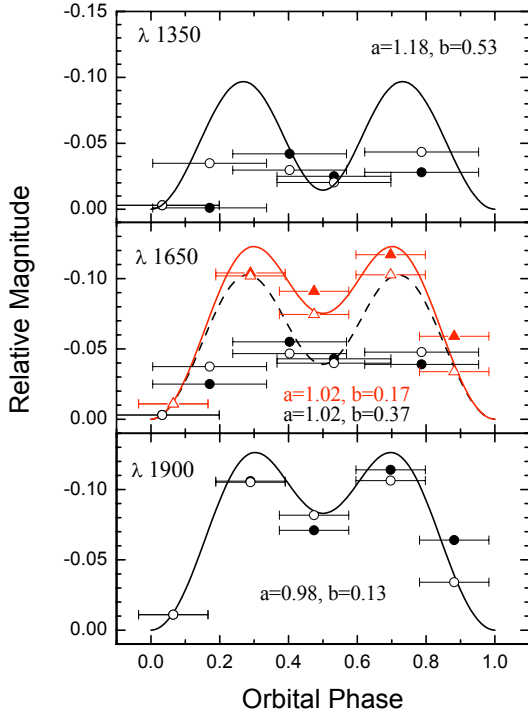 Relative Magnitude
-0.15
-0.10
-0.05
0.00
λ 1350
a=1.18, b=0.53
-0.10
-0.05
0.00
λ 1650
a=1.02, b=0.17
a=1.02, b=0.37
-0.10
-0.05
0.00
λ 1900
a=0.98, b=0.13
0.0 0.2 0.4 0.6 0.8 1.0
Orbital Phase